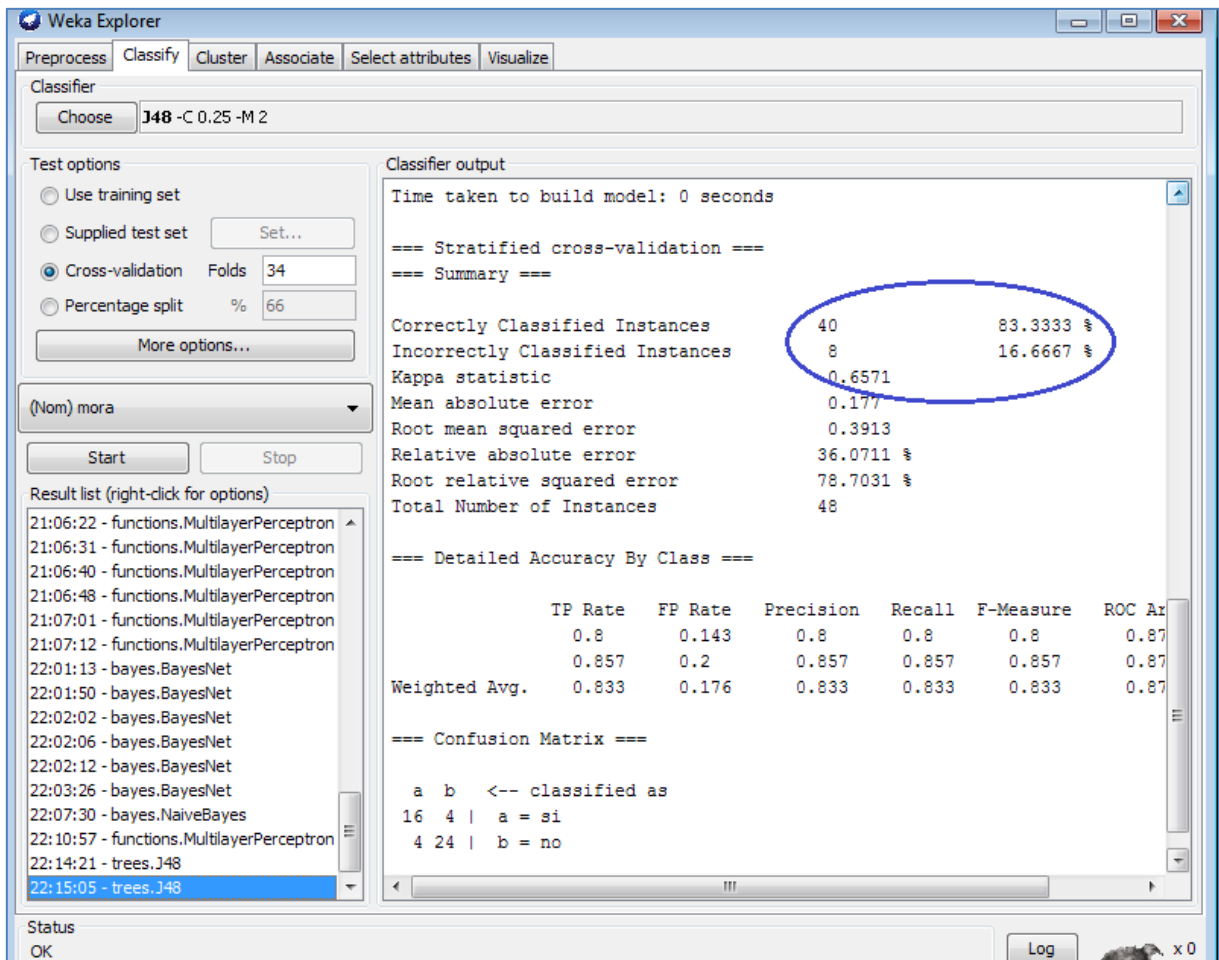 Weka Explorer
Preprocess Classify Cluster Associate Select attributes Visualize
Classifier
Choose J48 -C 0.25 -M 2
Test options
Use training set
Supplied test set Set...
Cross-validation Folds 34
Percentage split % 66
More options...
(Nom) mora
Start Stop
Result list (right-click for options)
21:06:22 - functions.MultilayerPerceptron
21:06:31 - functions.MultilayerPerceptron
21:06:40 - functions.MultilayerPerceptron
21:06:48 - functions.MultilayerPerceptron
21:07:01 - functions.MultilayerPerceptron
21:07:12 - functions.MultilayerPerceptron
22:01:13 - bayes.BayesNet
22:01:50 - bayes.BayesNet
22:02:02 - bayes.BayesNet
22:02:06 - bayes.BayesNet
22:02:12 - bayes.BayesNet
22:03:26 - bayes.BayesNet
22:07:30 - bayes.NaiveBayes
22:10:57 - functions.MultilayerPerceptron
22:14:21 - trees.J48
22:15:05 - trees.J48
Classifier output
Time taken to build model: 0 seconds
=== Stratified cross-validation ===
=== Summary ===
Correctly Classified Instances 40 83.3333 %
Incorrectly Classified Instances 8 16.6667 %
Kappa statistic 0.6571
Mean absolute error 0.177
Root mean squared error 0.3913
Relative absolute error 36.0711 %
Root relative squared error 78.7031 %
Total Number of Instances 48
=== Detailed Accuracy By Class ===
TP Rate FP Rate Precision Recall F-Measure ROC Ar
0.8 0.143 0.8 0.8 0.8 0.87
0.857 0.2 0.857 0.857 0.857 0.87
Weighted Avg. 0.833 0.176 0.833 0.833 0.833 0.87
=== Confusion Matrix ===
a b <-- classified as
16 4 | a = si
4 24 | b = no
Status
OK
Log
x 0